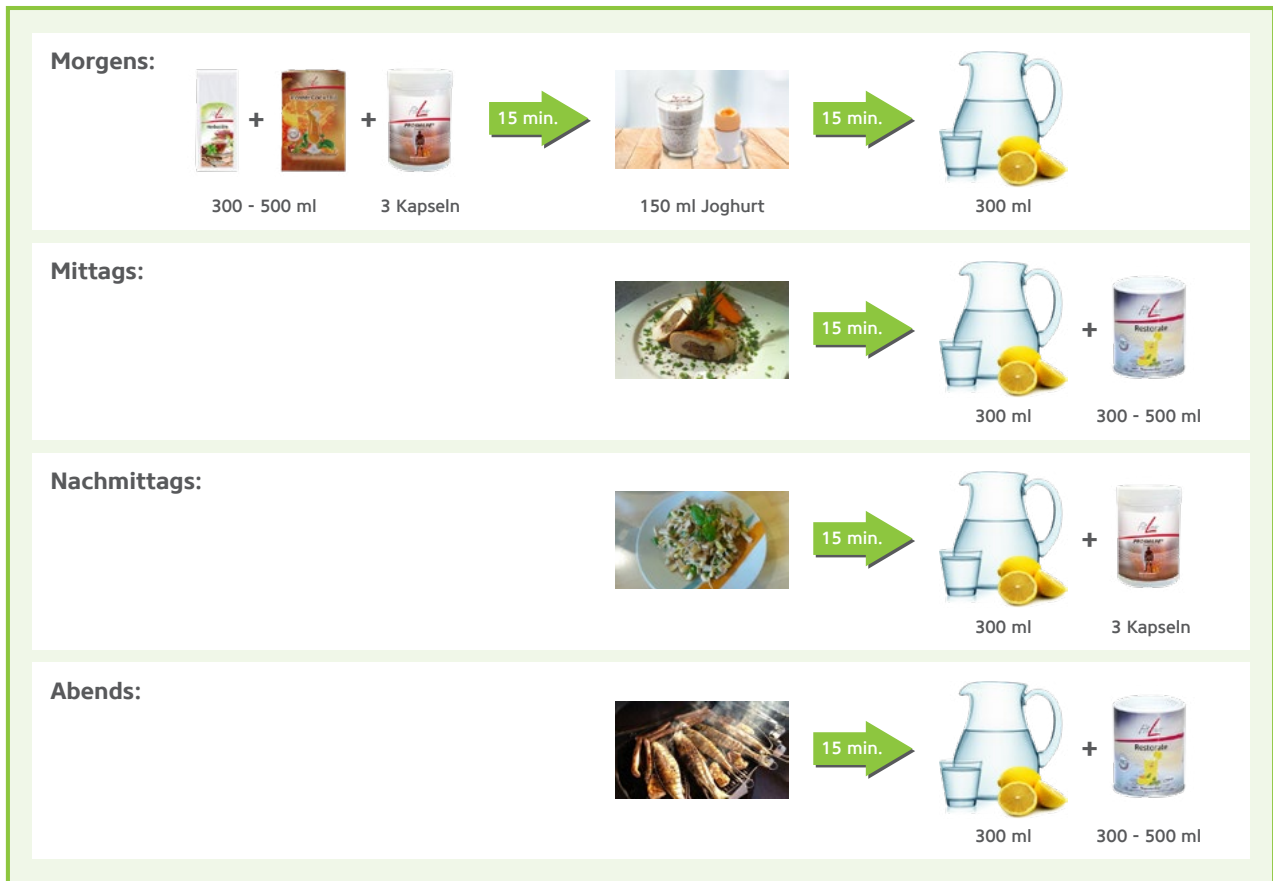 Morgens:
+ +
15 min.
15 min.
300 - 500 ml
3 Kapseln
150 ml Joghurt
300 ml
Mittags:
15 min.
+
Restorate
300 ml
300 - 500 ml
Nachmittags:
15 min.
+
300 ml
3 Kapseln
Abends:
15 min.
+
Restorate
300 ml
300 - 500 ml